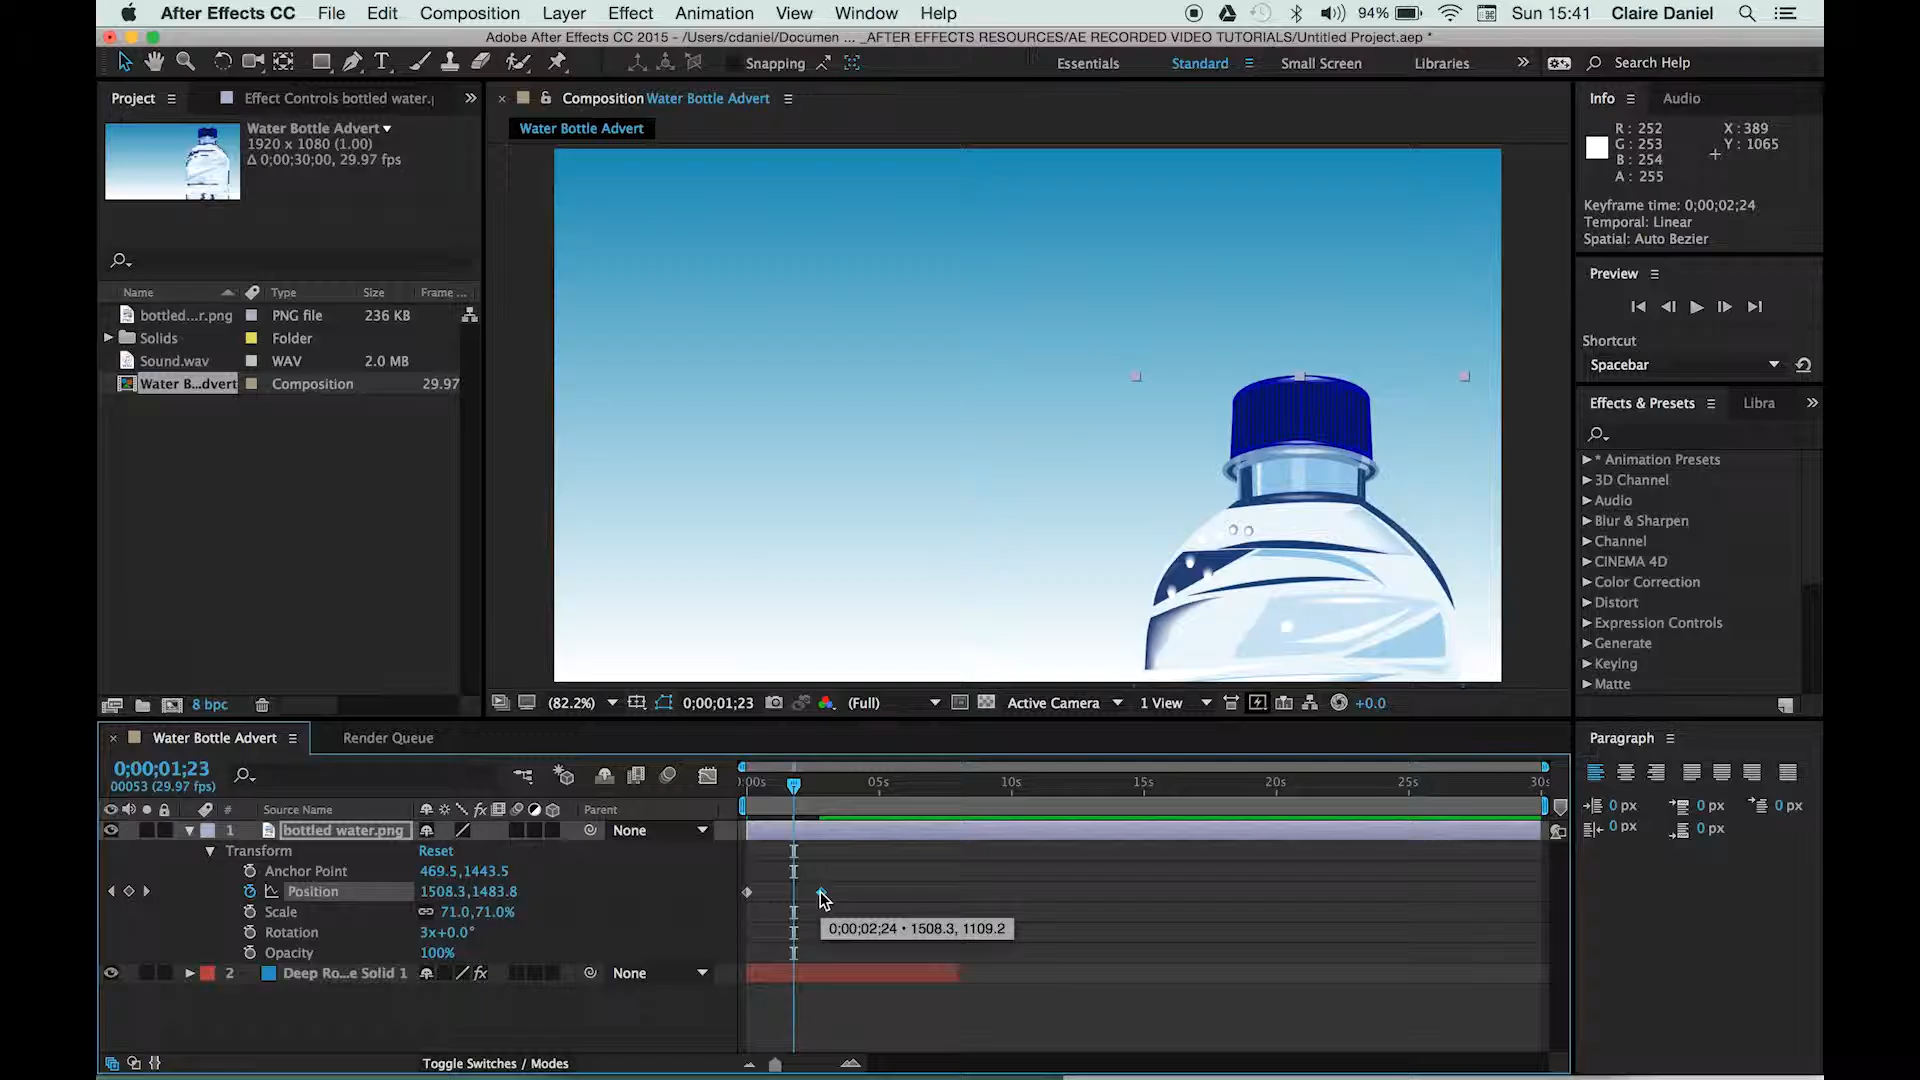 After Effects CC File Edit Composition Layer Effect Animation View Window Help 94% Sun 15:41 Claire Daniel
Adobe After Effects CC 2015 - /Users/cdaniel/Documen ... _AFTER EFFECTS RESOURCES/AE RECORDED VIDEO TUTORIALS/Untitled Project.aep *
T Snapping Essentials Standard Small Screen Libraries Search Help
Project Effect Controls bottled water.
Water Bottle Advert
1920 x 1080 (1.00)
Δ 0;00;30;00, 29.97 fps
Name Type Size Frame ...
bottled...r.png PNG file 236 KB
Solids Folder
Sound.wav WAV 2.0 MB
Water B...dvert Composition 29.97
8 bpc
Composition Water Bottle Advert
Water Bottle Advert
(82.2%) 0;00;01;23 (Full) Active Camera 1 View +0.0
Info Audio
R: 252 X: 389
G: 253 Y: 1065
B: 254
A: 255
Keyframe time: 0;00;02;24
Temporal: Linear
Spatial: Auto Bezier
Preview
Shortcut
Spacebar
Effects & Presets Libra
* Animation Presets
3D Channel
Audio
Blur & Sharpen
Channel
CINEMA 4D
Color Correction
Distort
Expression Controls
Generate
Keying
Matte
Water Bottle Advert Render Queue
0;00;01;23
00053 (29.97 fps)
:00s 05s 10s 15s 20s 25s 30s
# Source Name fx Parent
1 bottled water.png None
Transform Reset
Anchor Point 469.5,1443.5
Position 1508.3,1483.8
Scale 71.0,71.0%
Rotation 3x+0.0°
Opacity 100%
0;00;02;24 • 1508.3, 1109.2
2 Deep Ro...e Solid 1 fx None
Toggle Switches / Modes
Paragraph
0 px 0 px 0 px
0 px 0 px